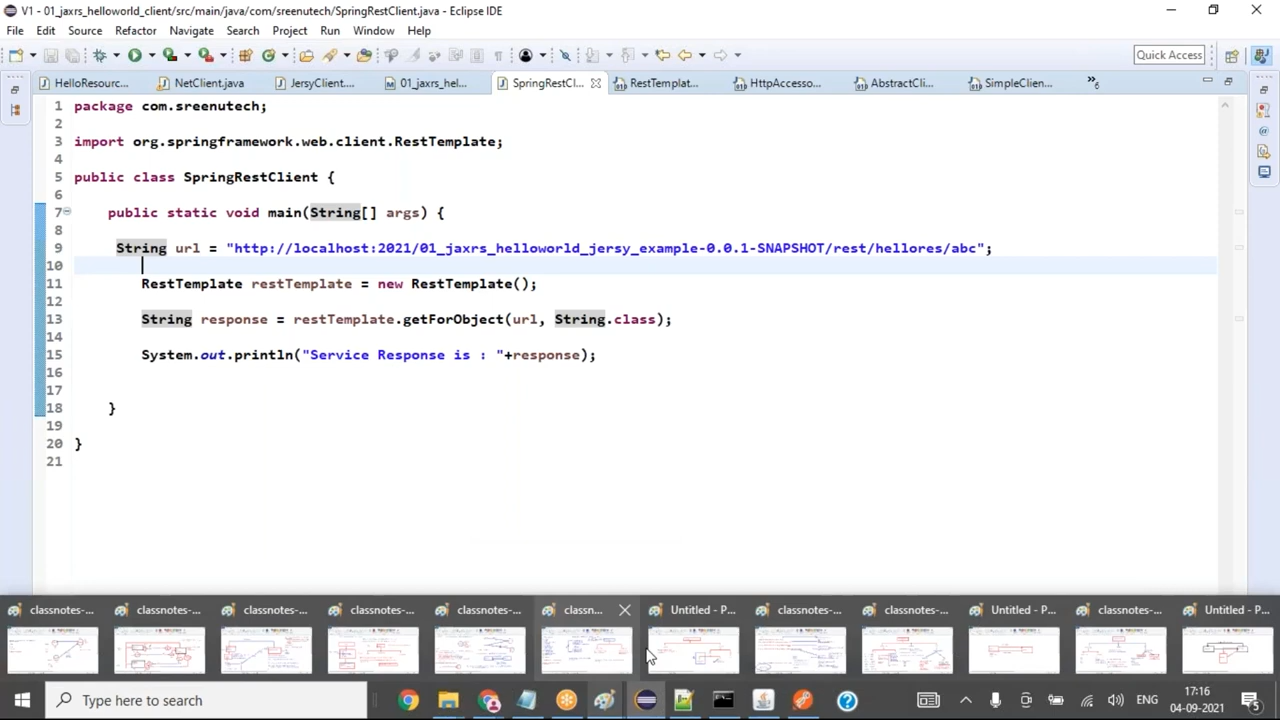 V1 - 01_jaxrs_helloworld_client/src/main/java/com/sreenutech/SpringRestClient.java - Eclipse IDE
File Edit Source Refactor Navigate Search Project Run Window Help
Quick Access
HelloResourc... NetClient.java JersyClient.... 01_jaxrs_hel... SpringRestCl... RestTemplat... HttpAccesso... AbstractCli... SimpleClien... »6
1 package com.sreenutech;
2
3 import org.springframework.web.client.RestTemplate;
4
5 public class SpringRestClient {
6
7 public static void main(String[] args) {
8
9 String url = "http://localhost:2021/01_jaxrs_helloworld_jersy_example-0.0.1-SNAPSHOT/rest/hellores/abc";
10
11 RestTemplate restTemplate = new RestTemplate();
12
13 String response = restTemplate.getForObject(url, String.class);
14
15 System.out.println("Service Response is : "+response);
16
17
18 }
19
20 }
21
classnotes-... classnotes-... classnotes-... classnotes-... classnotes-... classn... Untitled - P... classnotes-... classnotes-... Untitled - P... classnotes-... Untitled - P...
Type here to search
ENG
17:16
04-09-2021
5